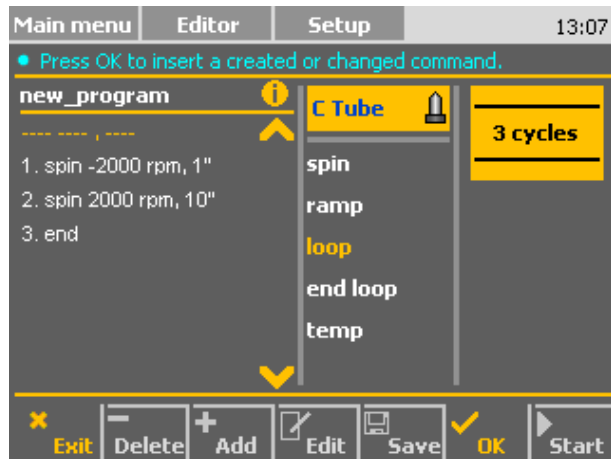 Main menu Editor Setup 13:07
• Press OK to insert a created or changed command.
new_program i
---- ---- , ----
1. spin -2000 rpm, 1"
2. spin 2000 rpm, 10"
3. end
C Tube
spin
ramp
loop
end loop
temp
3 cycles
Exit Delete Add Edit Save OK Start